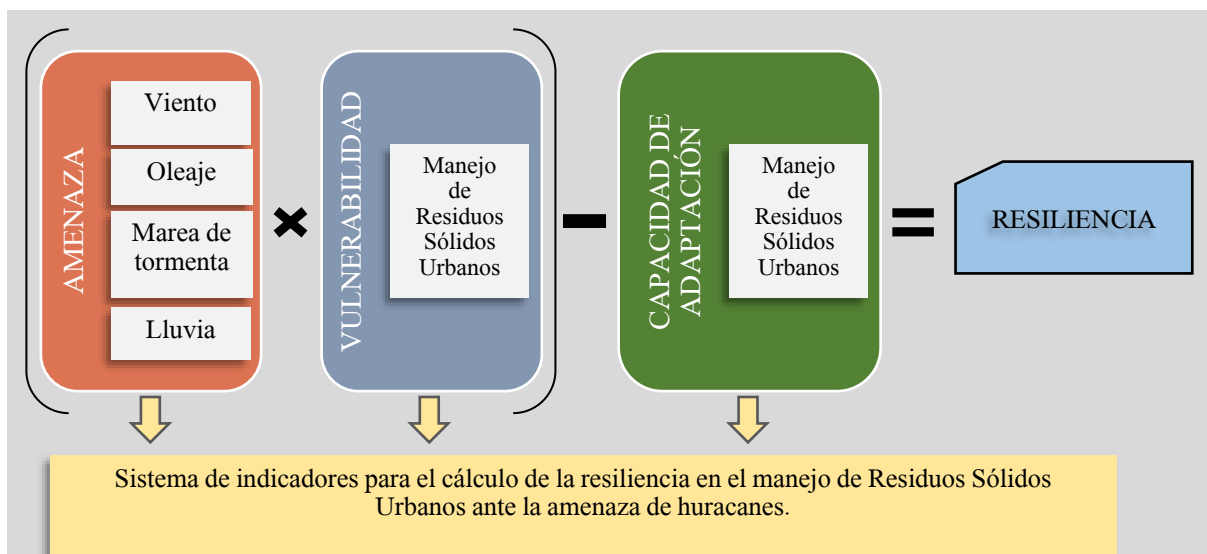 AMENAZA
Viento
Oleaje
Marea de
tormenta
Lluvia
VULNERABILIDAD
Manejo
de
Residuos
Sólidos
Urbanos
CAPACIDAD DE
ADAPTACIÓN
Manejo
de
Residuos
Sólidos
Urbanos
RESILIENCIA
Sistema de indicadores para el cálculo de la resiliencia en el manejo de Residuos Sólidos
Urbanos ante la amenaza de huracanes.